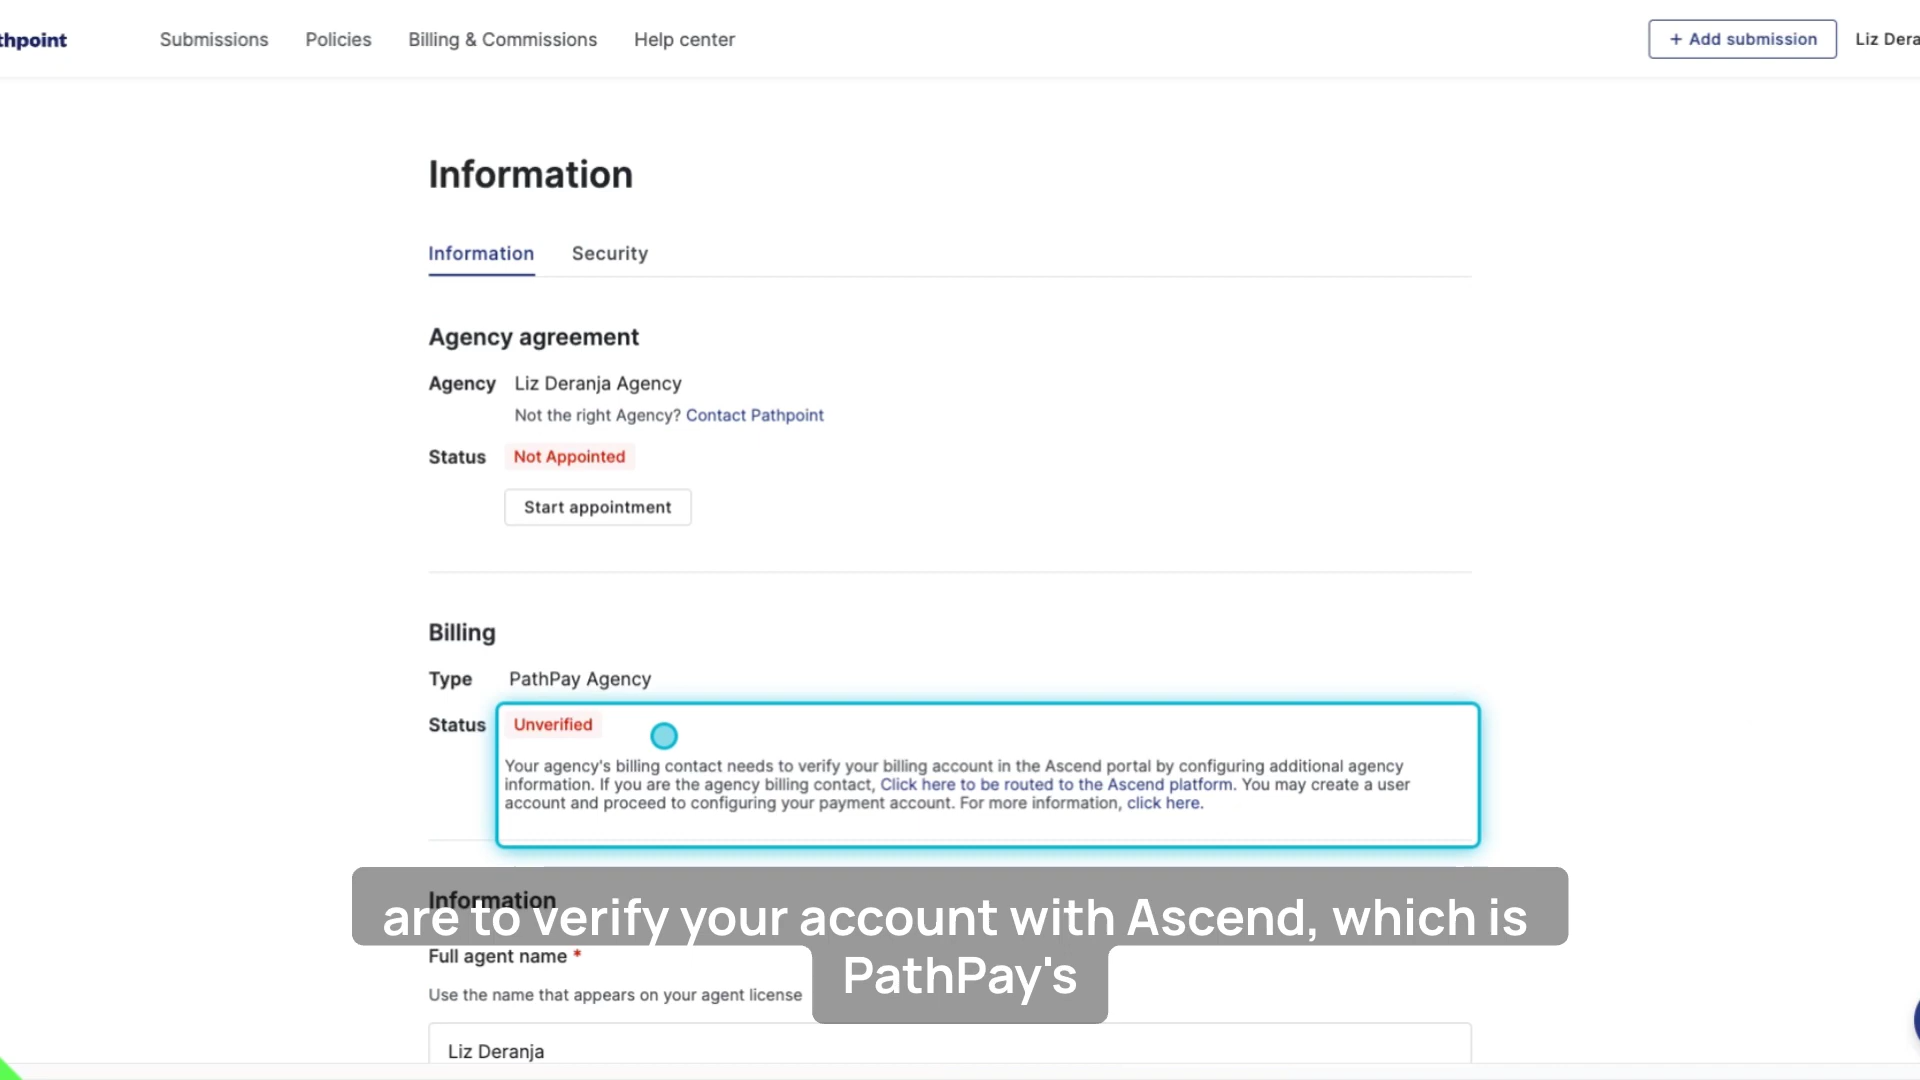 thpoint
Submissions
Policies
Billing & Commissions
Help center
+ Add submission
Liz Dera
Information
Information
Security
Agency agreement
Agency
Liz Deranja Agency
Not the right Agency? Contact Pathpoint
Status
Not Appointed
Start appointment
Billing
Type
PathPay Agency
Status
Unverified
Your agency's billing contact needs to verify your billing account in the Ascend portal by configuring additional agency
information. If you are the agency billing contact, Click here to be routed to the Ascend platform. You may create a user
account and proceed to configuring your payment account. For more information, click here.
Information
are to verify your account with Ascend, which is
PathPay's
Full agent name *
Use the name that appears on your agent license
Liz Deranja